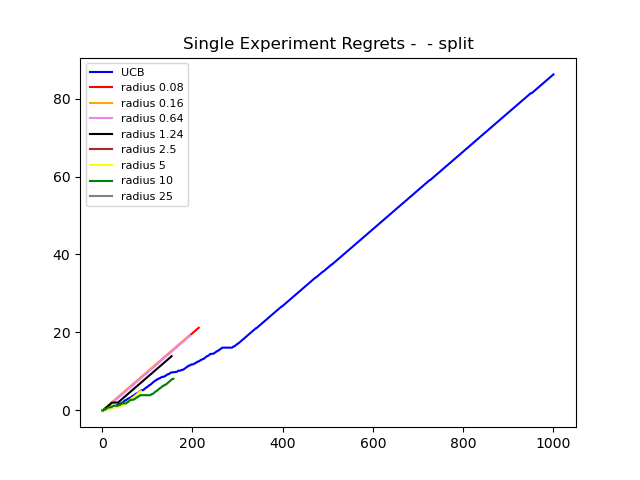 Single Experiment Regrets -  - split
UCB
radius 0.08
radius 0.16
radius 0.64
radius 1.24
radius 2.5
radius 5
radius 10
radius 25
80
60
40
20
0
0 200 400 600 800 1000